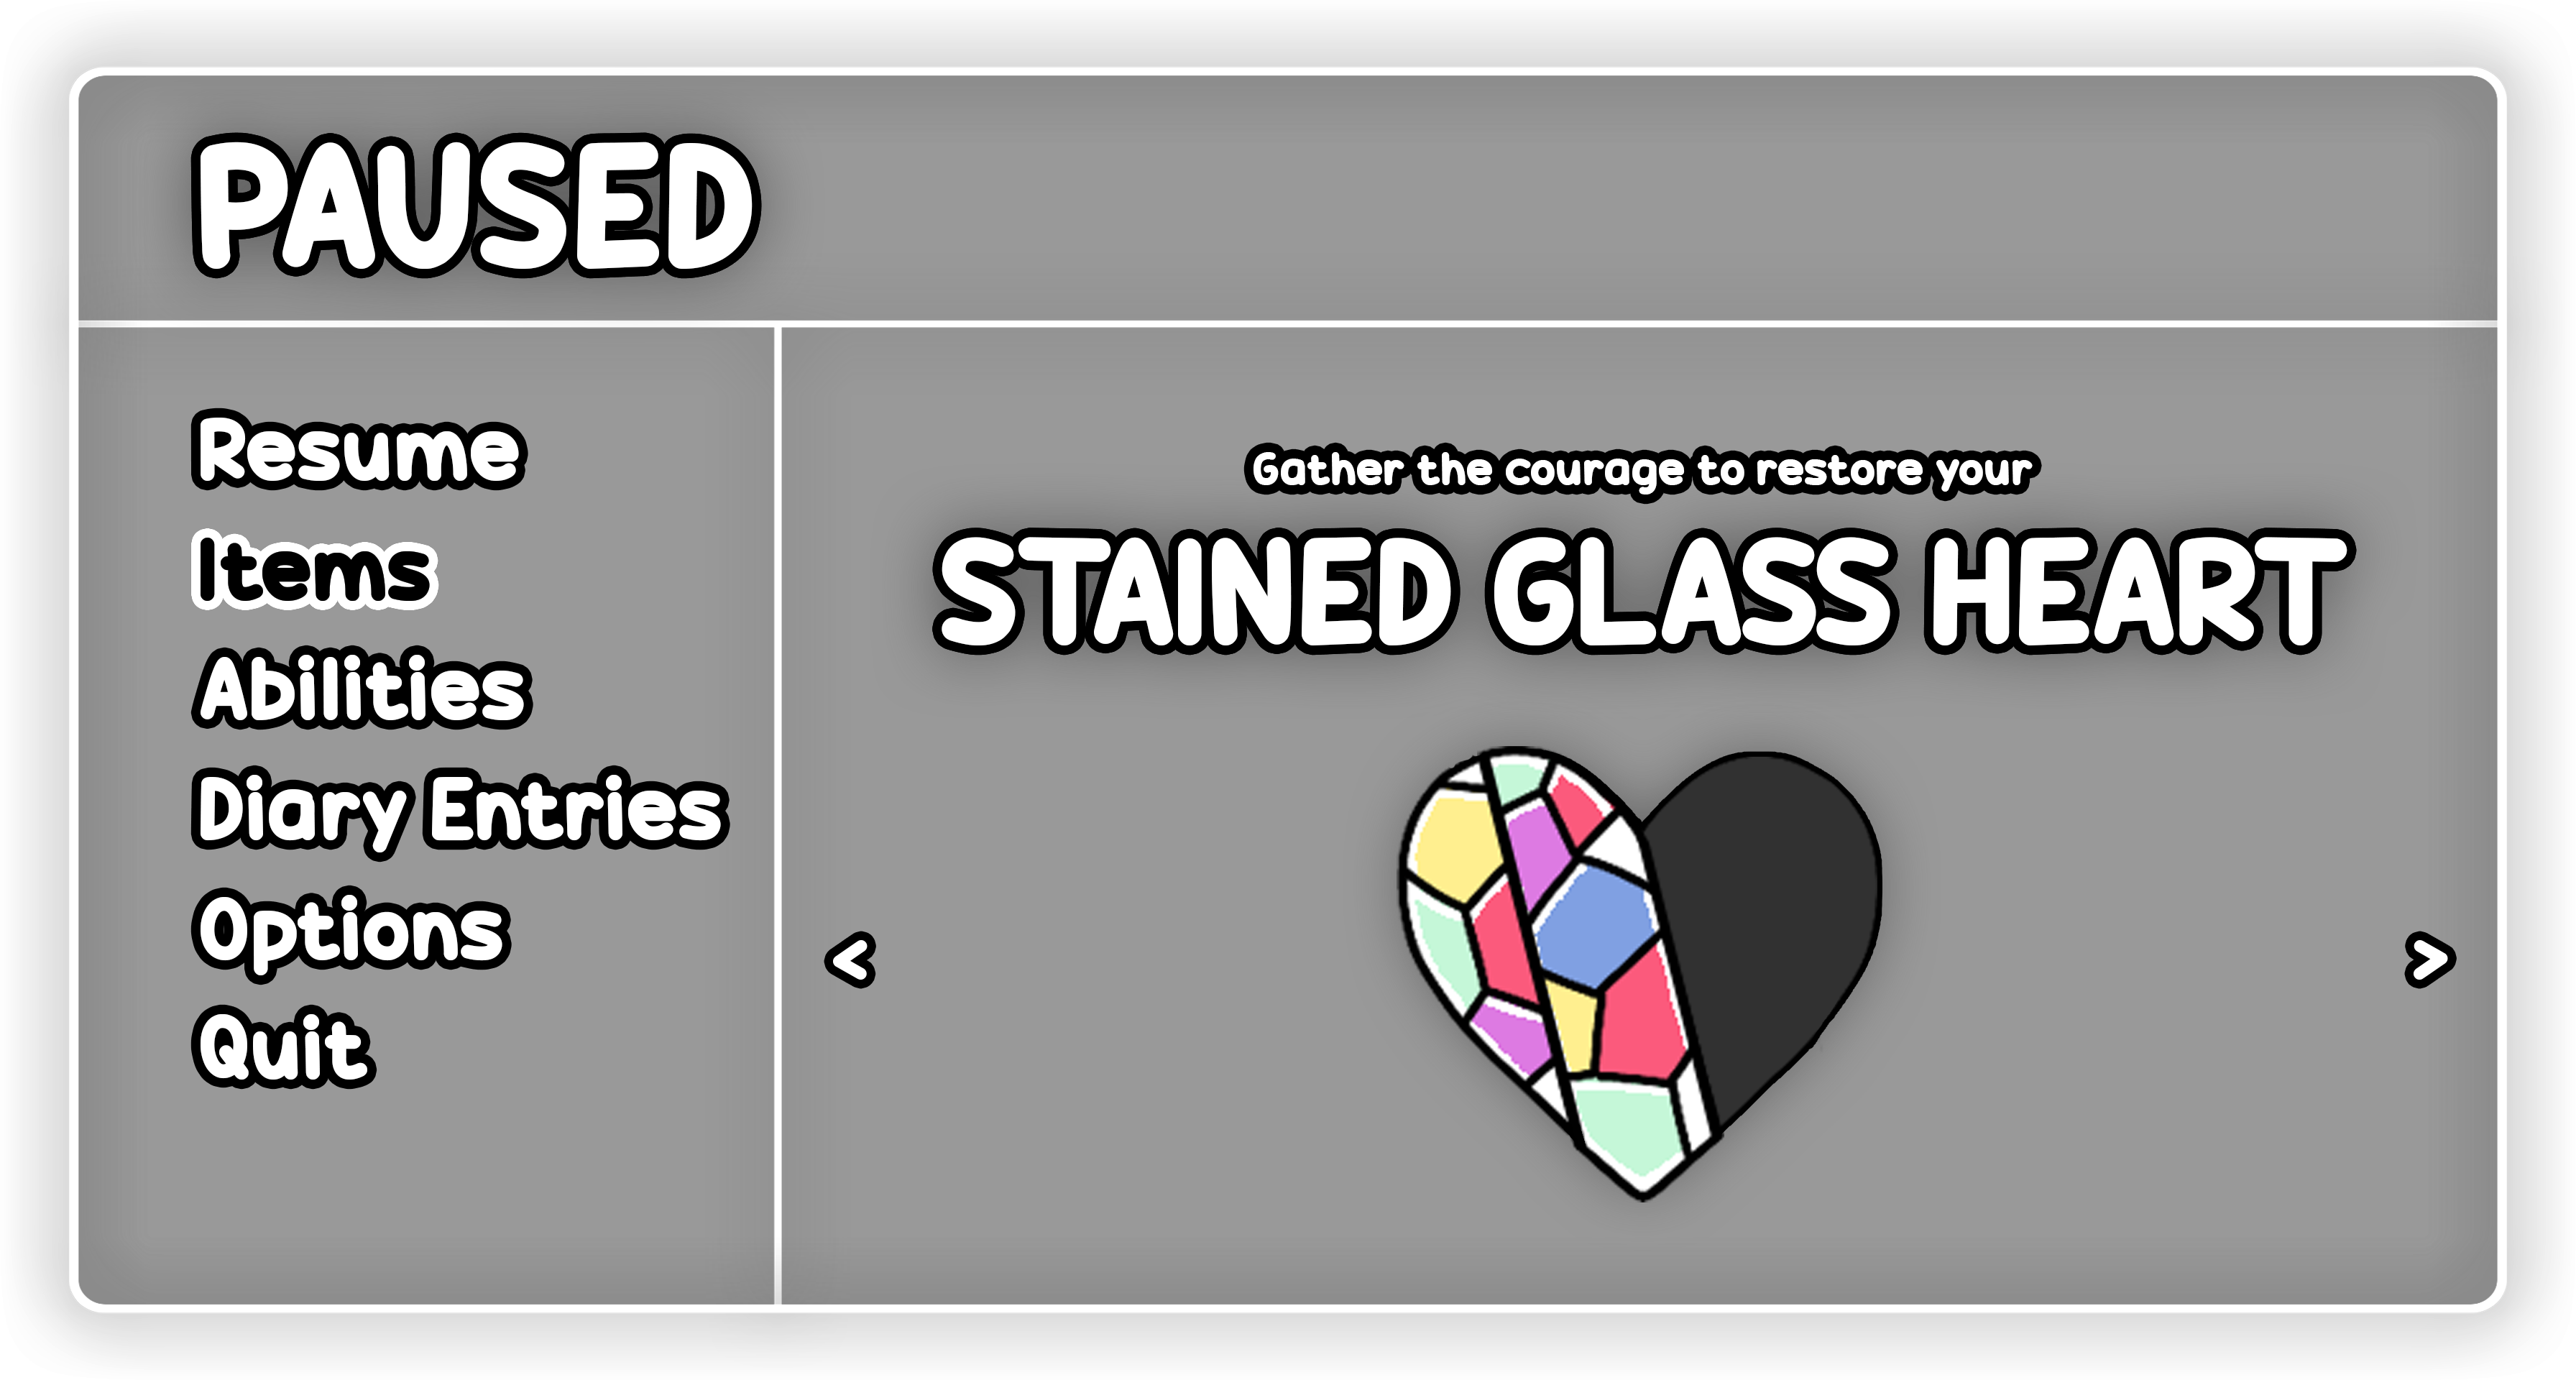 PAUSED
Resume
Items
Abilities
Diary Entries
Options
Quit
Gather the courage to restore your
STAINED GLASS HEART
< >